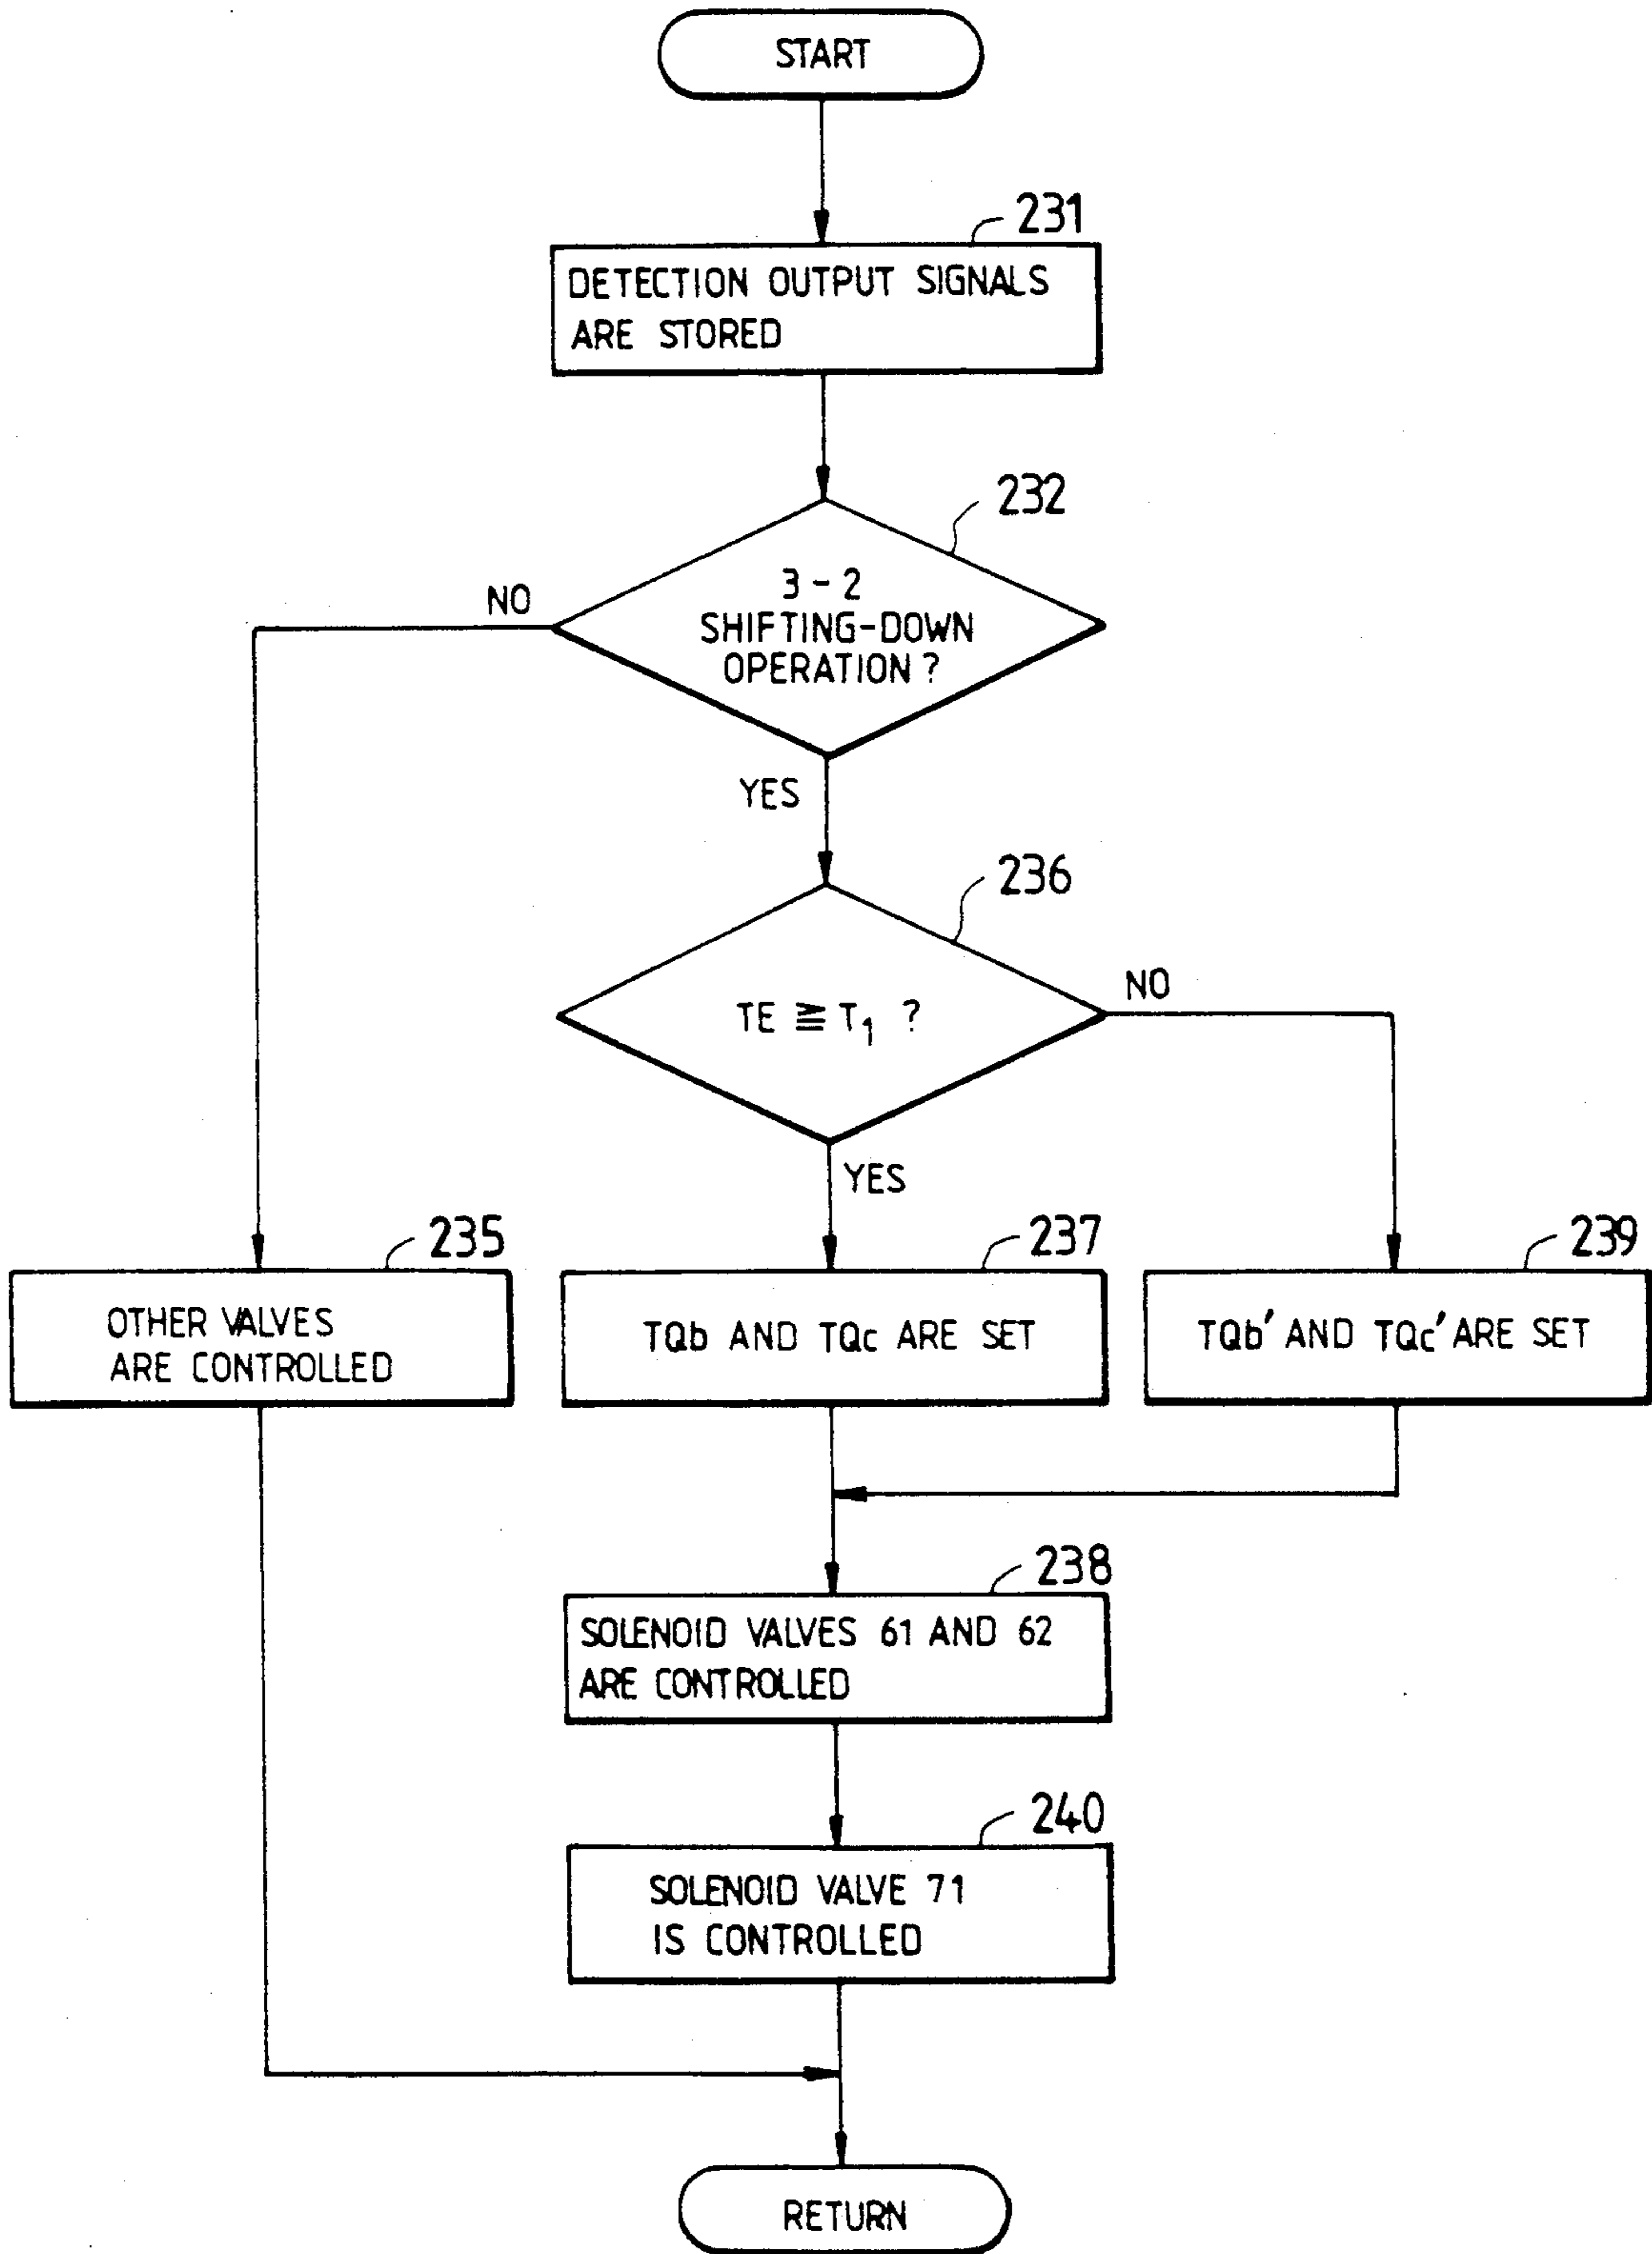 START
231
DETECTION OUTPUT SIGNALS
ARE STORED
232
3 - 2
SHIFTING-DOWN
OPERATION ?
NO
YES
236
TE ≧ T₁ ?
NO
YES
235
OTHER VALVES
ARE CONTROLLED
237
TQb AND TQc ARE SET
239
TQb' AND TQc' ARE SET
238
SOLENOID VALVES 61 AND 62
ARE CONTROLLED
240
SOLENOID VALVE 71
IS CONTROLLED
RETURN